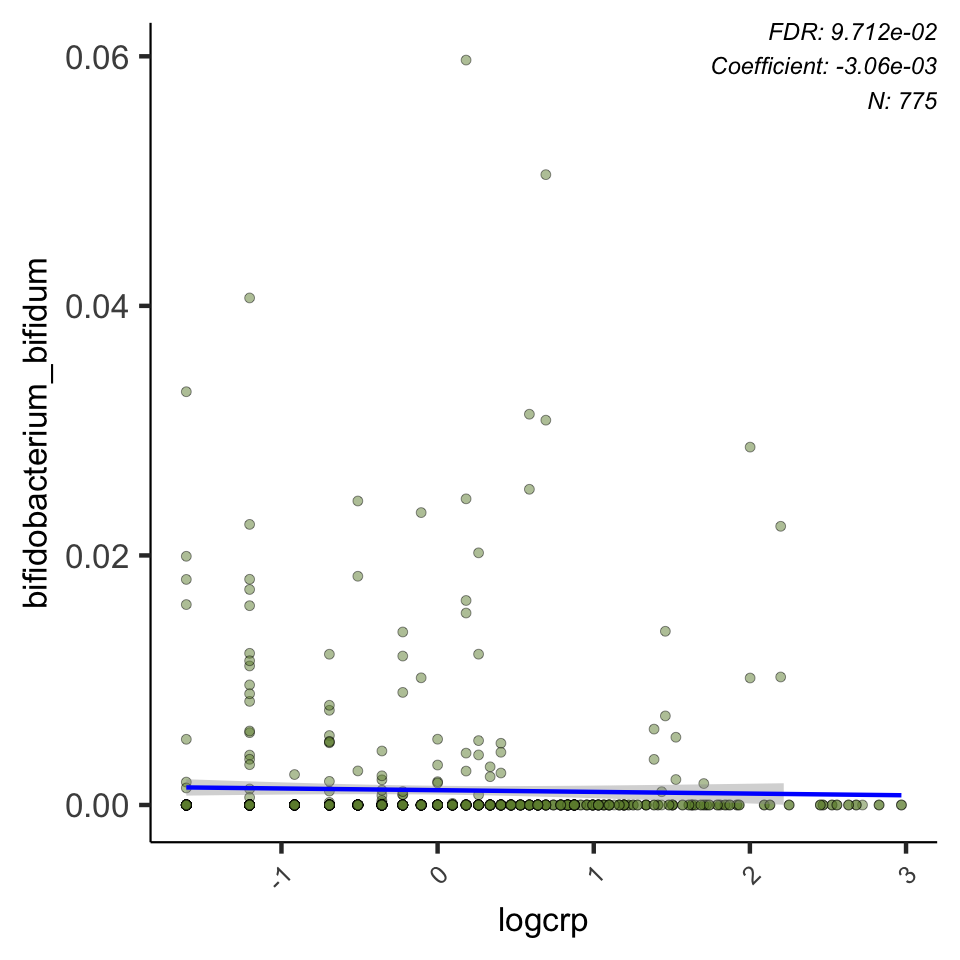 FDR: 9.712e-02
Coefficient: -3.06e-03
N: 775
bifidobacterium_bifidum
0.06
0.04
0.02
0.00
-1
0
1
2
3
logcrp